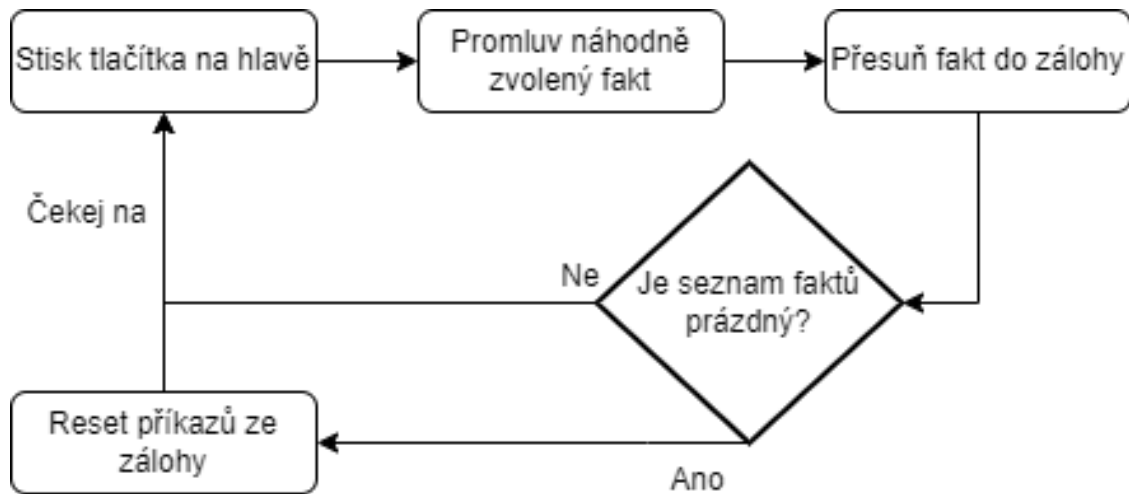 Stisk tlačítka na hlavě
Promluv náhodně
zvolený fakt
Přesuň fakt do zálohy
Čekej na
Ne
Je seznam faktů
prázdný?
Reset příkazů ze
zálohy
Ano